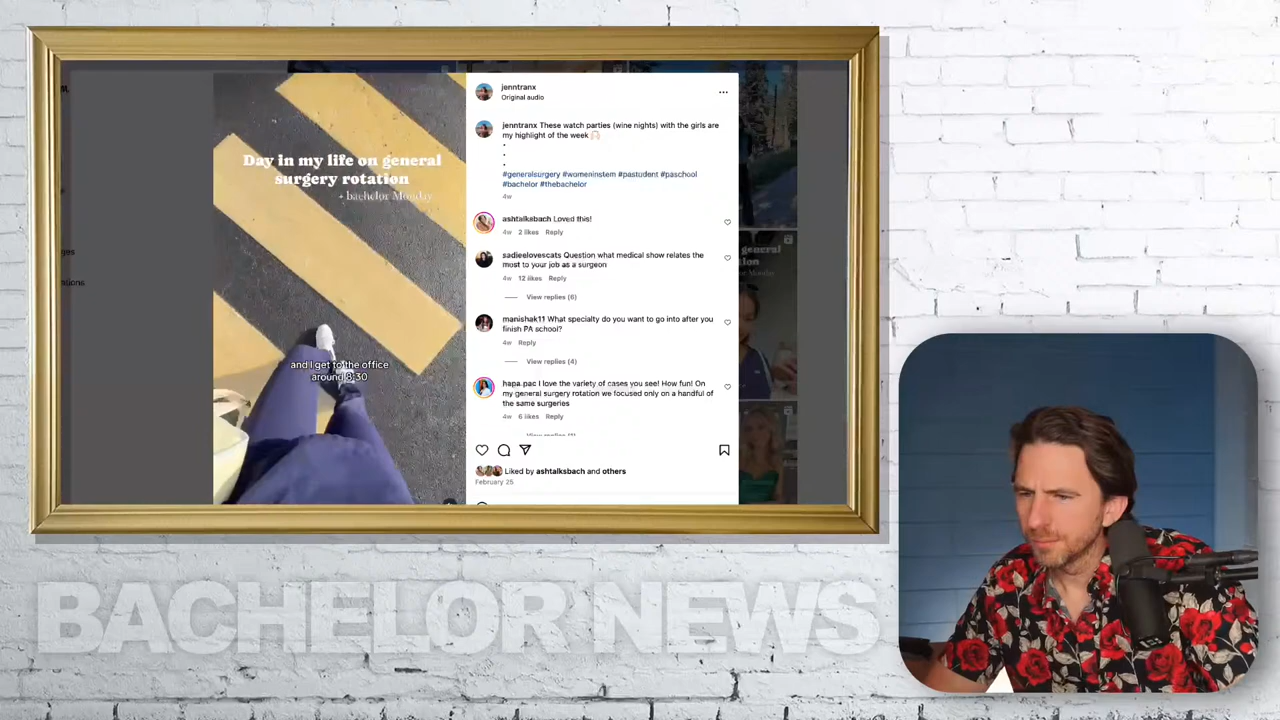 jenntranx
Original audio
jenntranx These watch parties (wine nights) with the girls are
my highlight of the week
.
.
.
#generalsurgery #womeninstem #pastudent #paschool
#bachelor #thebachelor
4w
ashtalksbach Loved this!
4w 2 likes Reply
sadieelovescats Question what medical show relates the
most to your job as a surgeon
4w 12 likes Reply
View replies (6)
manishak11 What specialty do you want to go into after you
finish PA school?
4w Reply
View replies (4)
hapa.pac I love the variety of cases you see! How fun! On
my general surgery rotation we focused only on a handful of
the same surgeries
4w 6 likes Reply
Liked by ashtalksbach and others
February 25
Day in my life on general
surgery rotation
+ bachelor Monday
and I get to the office
around 8:30
BACHELOR NEWS